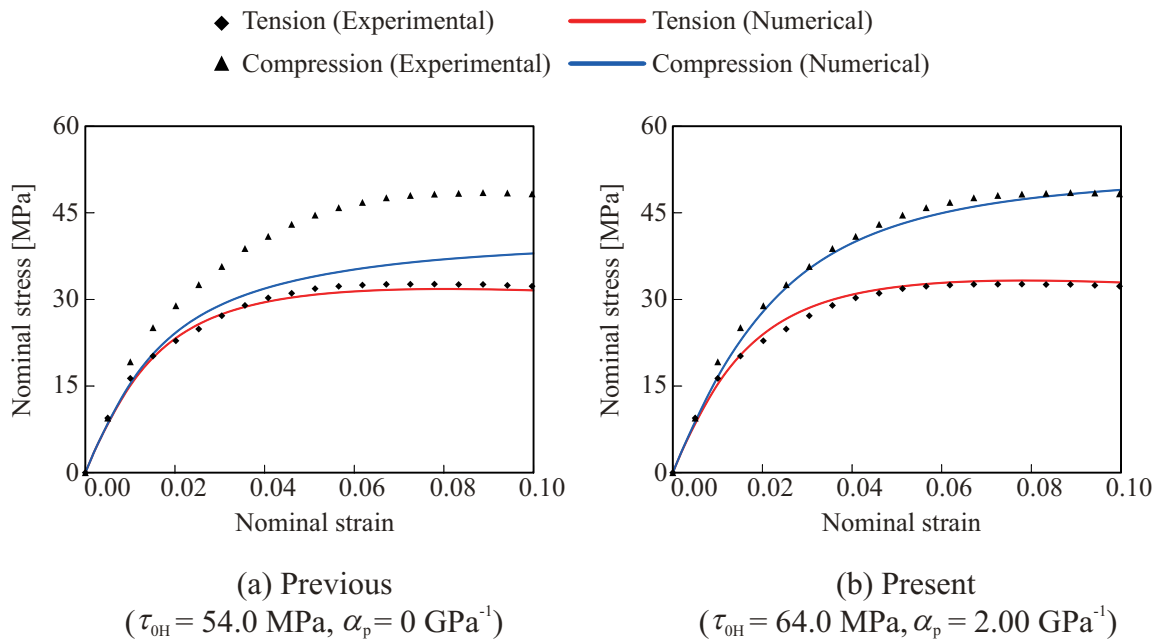 Tension (Experimental) Tension (Numerical)
Compression (Experimental) Compression (Numerical)
60
45
30
15
0
Nominal stress [MPa]
0.00 0.02 0.04 0.06 0.08 0.10
Nominal strain
(a) Previous
(τ0H = 54.0 MPa, αp = 0 GPa-1)
60
45
30
15
0
Nominal stress [MPa]
0.00 0.02 0.04 0.06 0.08 0.10
Nominal strain
(b) Present
(τ0H = 64.0 MPa, αp = 2.00 GPa-1)